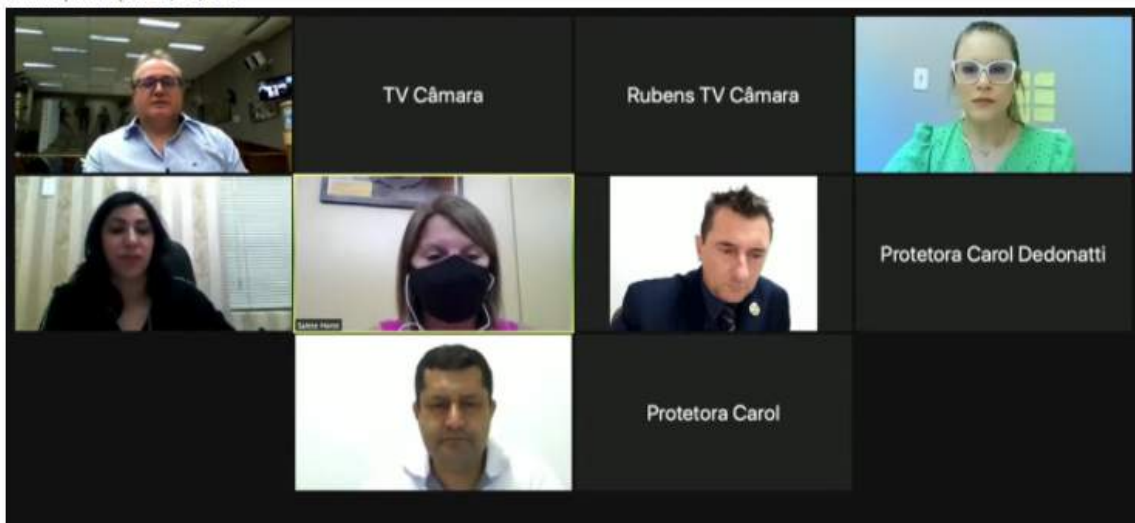 TV Câmara
Rubens TV Câmara
Protetora Carol Dedonatti
Protetora Carol